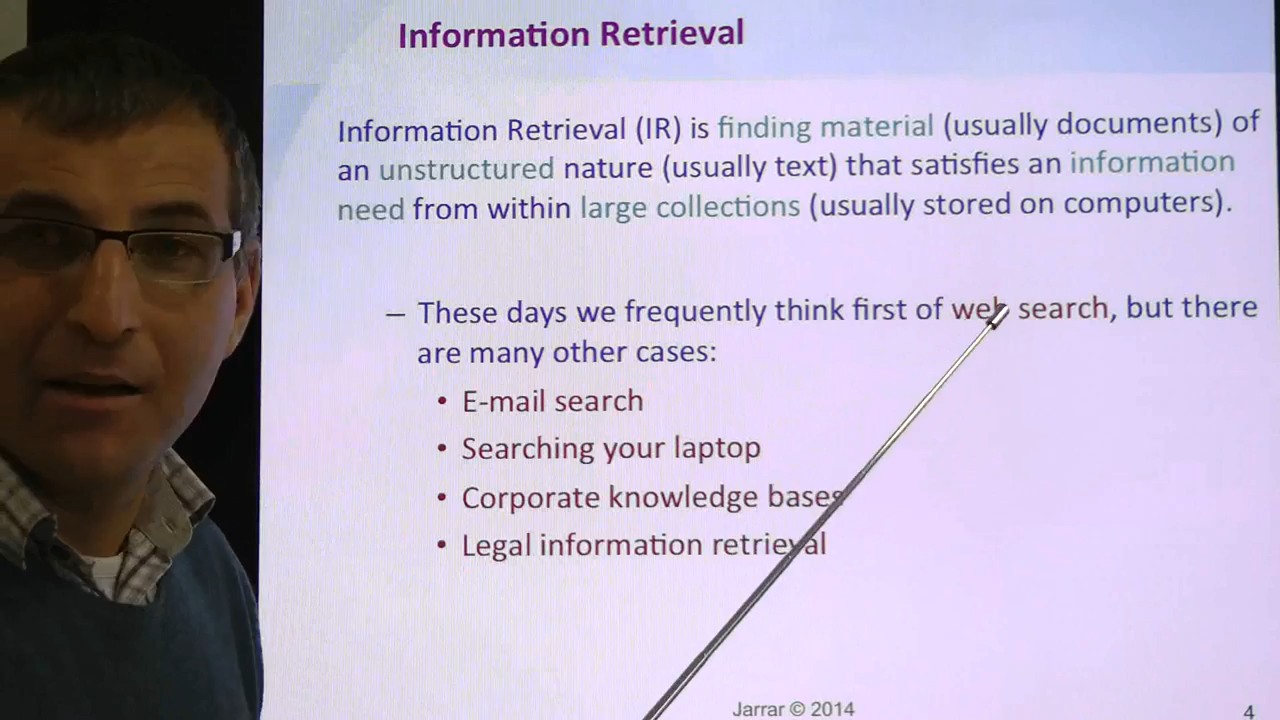 Information Retrieval
Information Retrieval (IR) is finding material (usually documents) of
an unstructured nature (usually text) that satisfies an information
need from within large collections (usually stored on computers).
– These days we frequently think first of web search, but there
are many other cases:
• E-mail search
• Searching your laptop
• Corporate knowledge bases
• Legal information retrieval
Jarrar © 2014
4